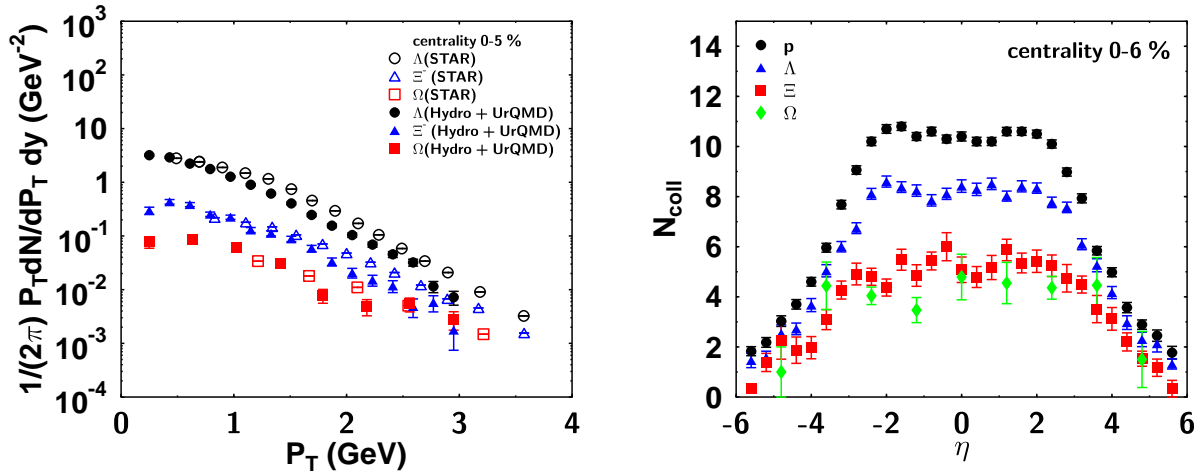 10³
10²
10
1
10⁻¹
10⁻²
10⁻³
10⁻⁴
1/(2π) P_T dN/dP_T dy (GeV⁻²)
0 1 2 3 4
P_T (GeV)
centrality 0-5 %
Λ(STAR)
Ξ⁻(STAR)
Ω(STAR)
Λ(Hydro + UrQMD)
Ξ⁻(Hydro + UrQMD)
Ω(Hydro + UrQMD)
14
12
10
8
6
4
2
0
N_coll
-6 -4 -2 0 2 4 6
η
p
Λ
Ξ
Ω
centrality 0-6 %